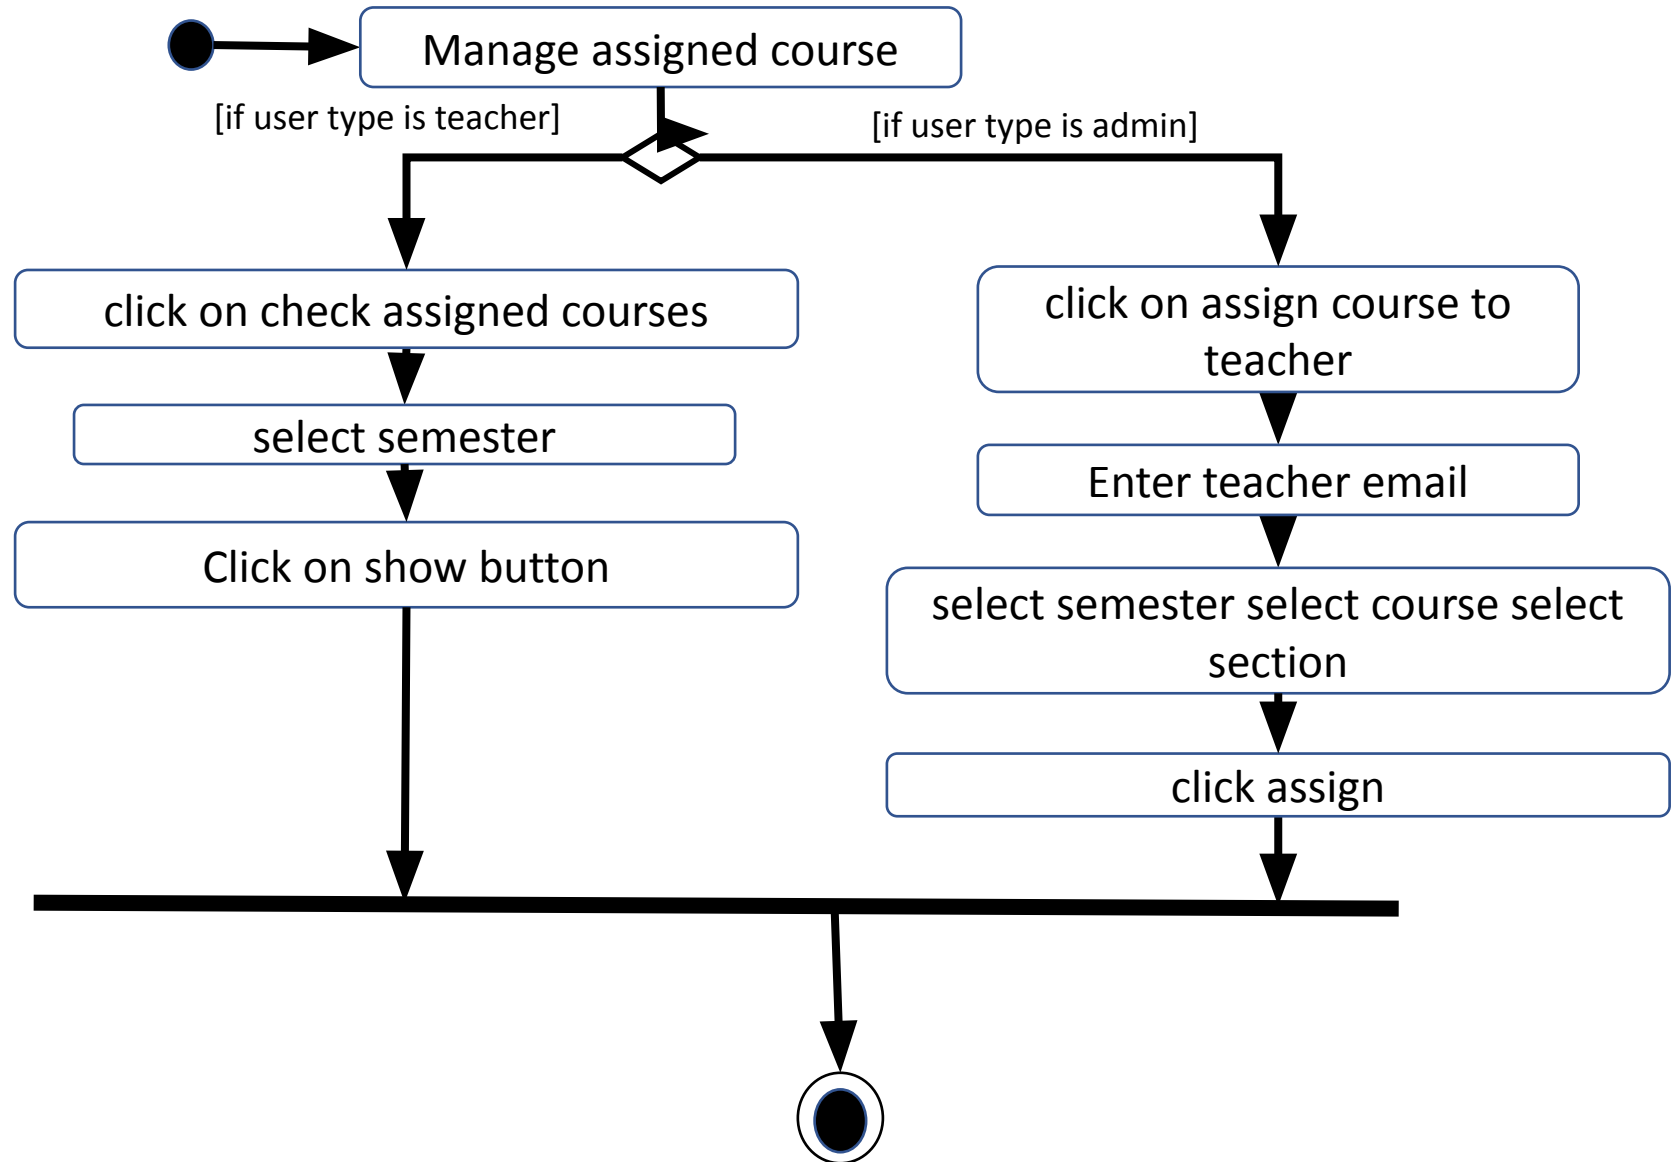 Manage assigned course
[if user type is teacher]
[if user type is admin]
click on check assigned courses
select semester
Click on show button
click on assign course to
teacher
Enter teacher email
select semester select course select
section
click assign